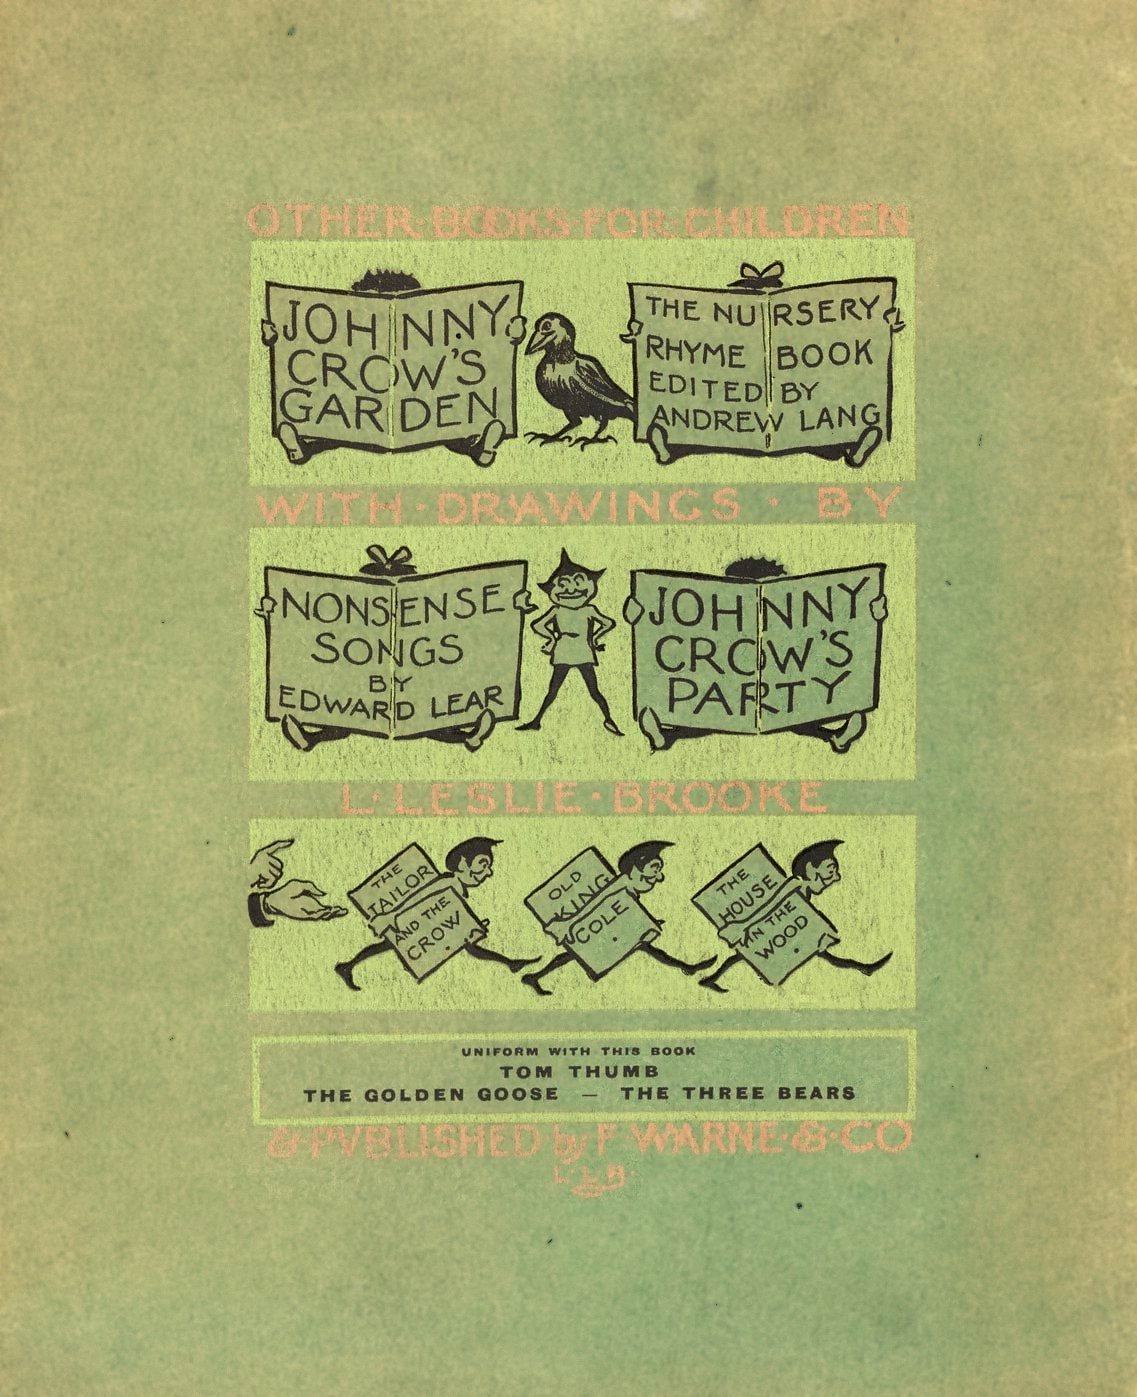 OTHER·BOOKS·FOR·CHILDREN
JOHNNY
CROW'S
GARDEN
THE NURSERY
RHYME BOOK
EDITED BY
ANDREW LANG
WITH·DRAWINGS·BY
NONSENSE
SONGS
BY
EDWARD LEAR
JOHNNY
CROW'S
PARTY
L·LESLIE·BROOKE
THE
TAILOR
AND THE
CROW
OLD
KING
COLE
THE
HOUSE
IN THE
WOOD
UNIFORM WITH THIS BOOK
TOM THUMB
THE GOLDEN GOOSE — THE THREE BEARS
&·PVBLISHED by F WARNE·&·CO
L.L.B.